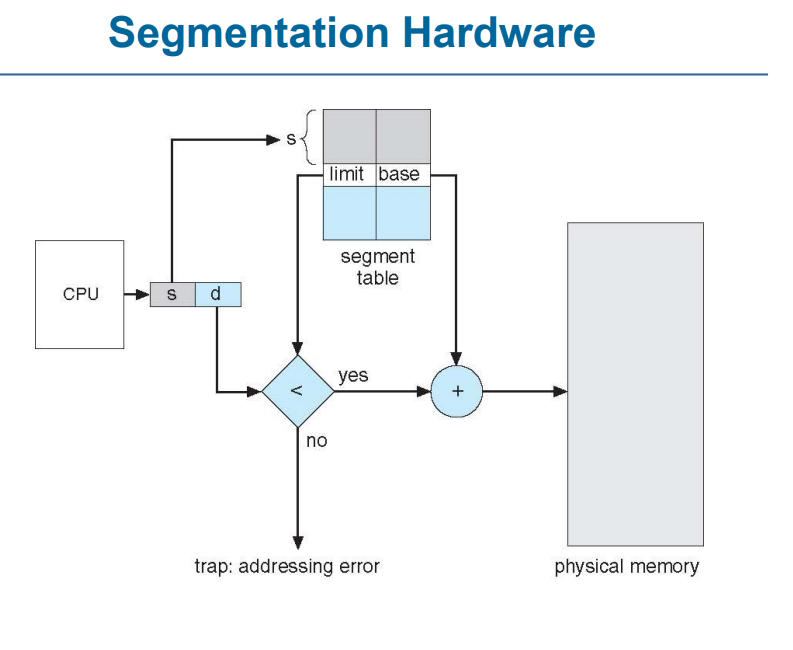 Segmentation Hardware
s
limit base
segment
table
CPU
s d
<
yes
+
no
trap: addressing error
physical memory